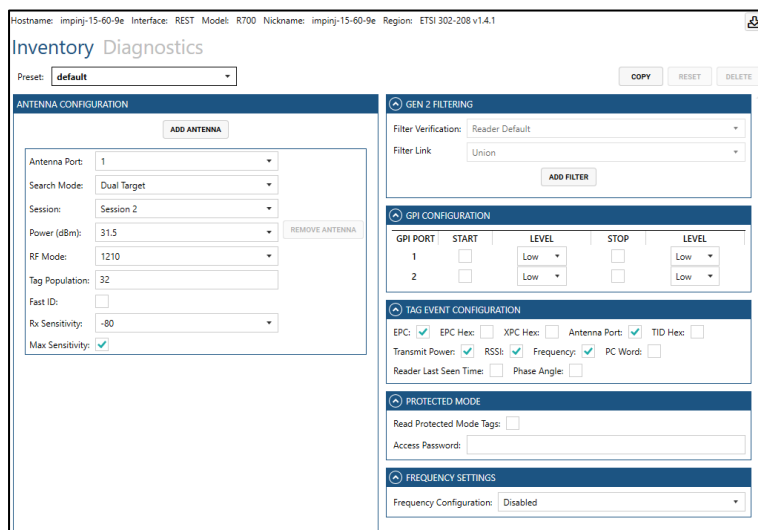 Hostname: impinj-15-60-9e Interface: REST Model: R700 Nickname: impinj-15-60-9e Region: ETSI 302-208 v1.4.1
Inventory Diagnostics
Preset: default
COPY RESET DELETE
ANTENNA CONFIGURATION
ADD ANTENNA
Antenna Port: 1
Search Mode: Dual Target
Session: Session 2
Power (dBm): 31.5
REMOVE ANTENNA
RF Mode: 1210
Tag Population: 32
Fast ID:
Rx Sensitivity: -80
Max Sensitivity:
GEN 2 FILTERING
Filter Verification: Reader Default
Filter Link Union
ADD FILTER
GPI CONFIGURATION
GPI PORT START LEVEL STOP LEVEL
1 Low Low
2 Low Low
TAG EVENT CONFIGURATION
EPC: EPC Hex: XPC Hex: Antenna Port: TID Hex:
Transmit Power: RSSI: Frequency: PC Word:
Reader Last Seen Time: Phase Angle:
PROTECTED MODE
Read Protected Mode Tags:
Access Password:
FREQUENCY SETTINGS
Frequency Configuration: Disabled